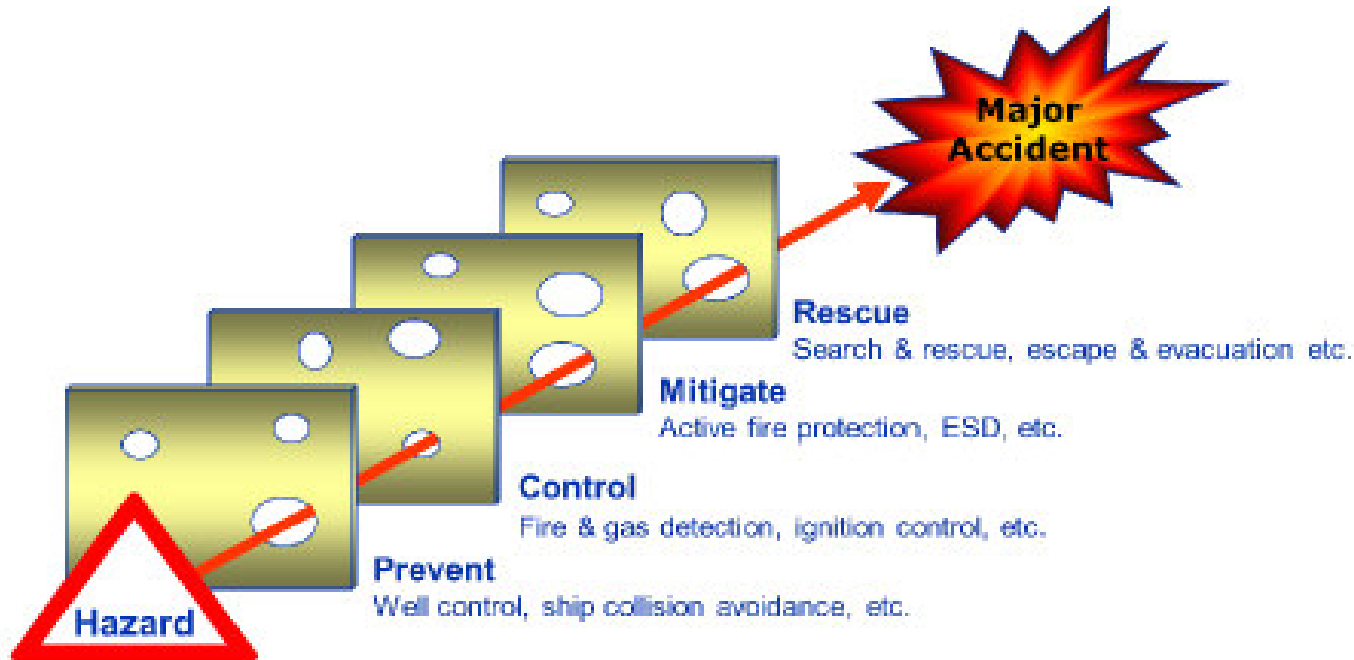 Major
Accident
Rescue
Search & rescue, escape & evacuation etc.
Mitigate
Active fire protection, ESD, etc.
Control
Fire & gas detection, ignition control, etc.
Prevent
Well control, ship collision avoidance, etc.
Hazard